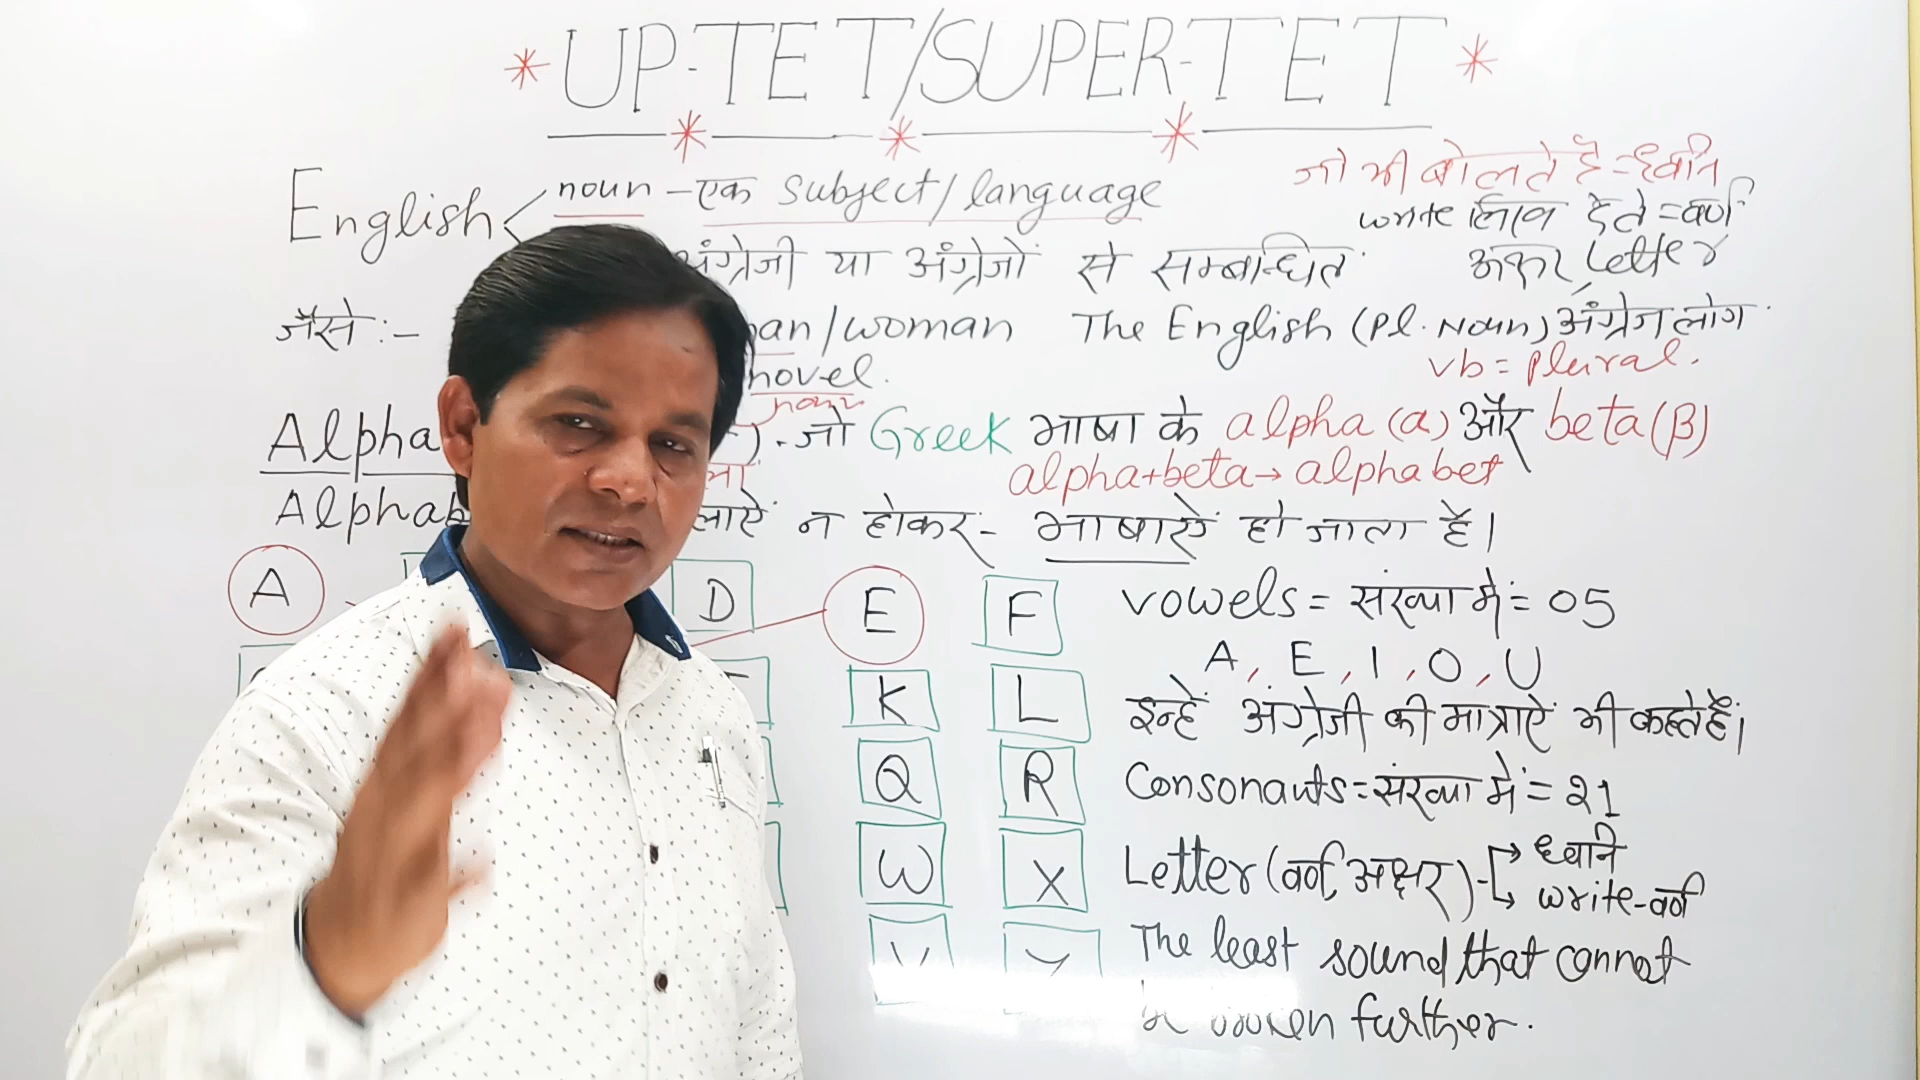 UP-TET/SUPER-TET
English noun - एक subject/language
जो भी बोलते है = ध्वनि
write लिख देते = वर्ण
अंग्रेजी या अंग्रेजों से सम्बन्धित
अक्षर, letter
जैसे :- an/woman The English (Pl. Noun) अंग्रेज लोग
novel.
vb = plural.
noun
Alpha ) - जो Greek भाषा के alpha (a) और beta (β)
ला alpha+beta → alphabet
Alphab लाऐं न होकर - भाषाऐं हो जाता है।
A D E F
vowels = संख्या में = 05
A, E, I, O, U
K L
इन्हें अंग्रेजी की मात्राऐं भी कहते हैं।
Q R
Consonants = संख्या में = 21
W X
Letter (वर्ण, अक्षर) - ध्वनि
write - वर्ण
The least sound that cannot
be broken further.